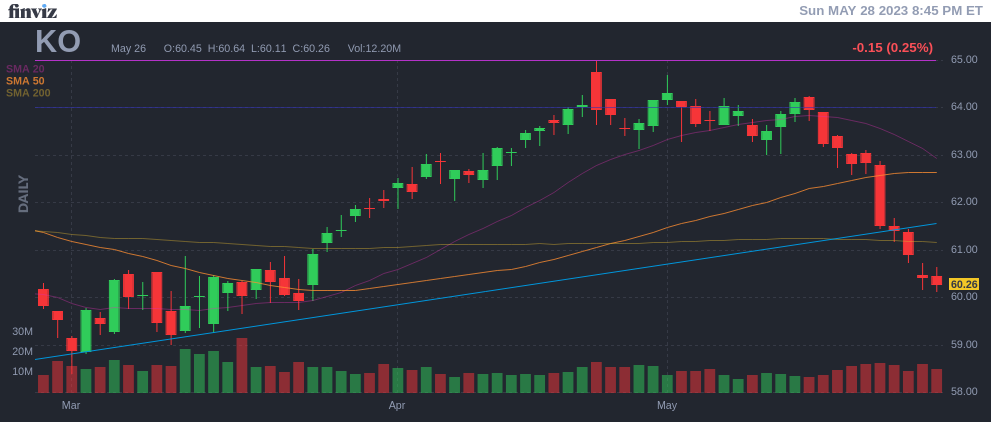 finviz
Sun MAY 28 2023 8:45 PM ET
KO
May 26 O:60.45 H:60.64 L:60.11 C:60.26 Vol:12.20M
-0.15 (0.25%)
SMA 20
SMA 50
SMA 200
DAILY
65.00
64.00
63.00
62.00
61.00
60.26
60.00
59.00
58.00
30M
20M
10M
Mar Apr May